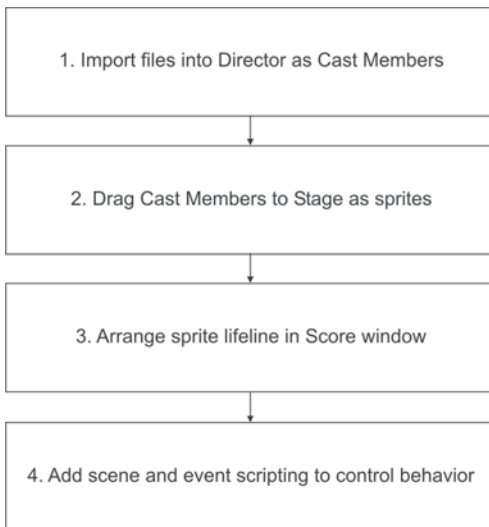 1. Import files into Director as Cast Members
2. Drag Cast Members to Stage as sprites
3. Arrange sprite lifeline in Score window
4. Add scene and event scripting to control behavior